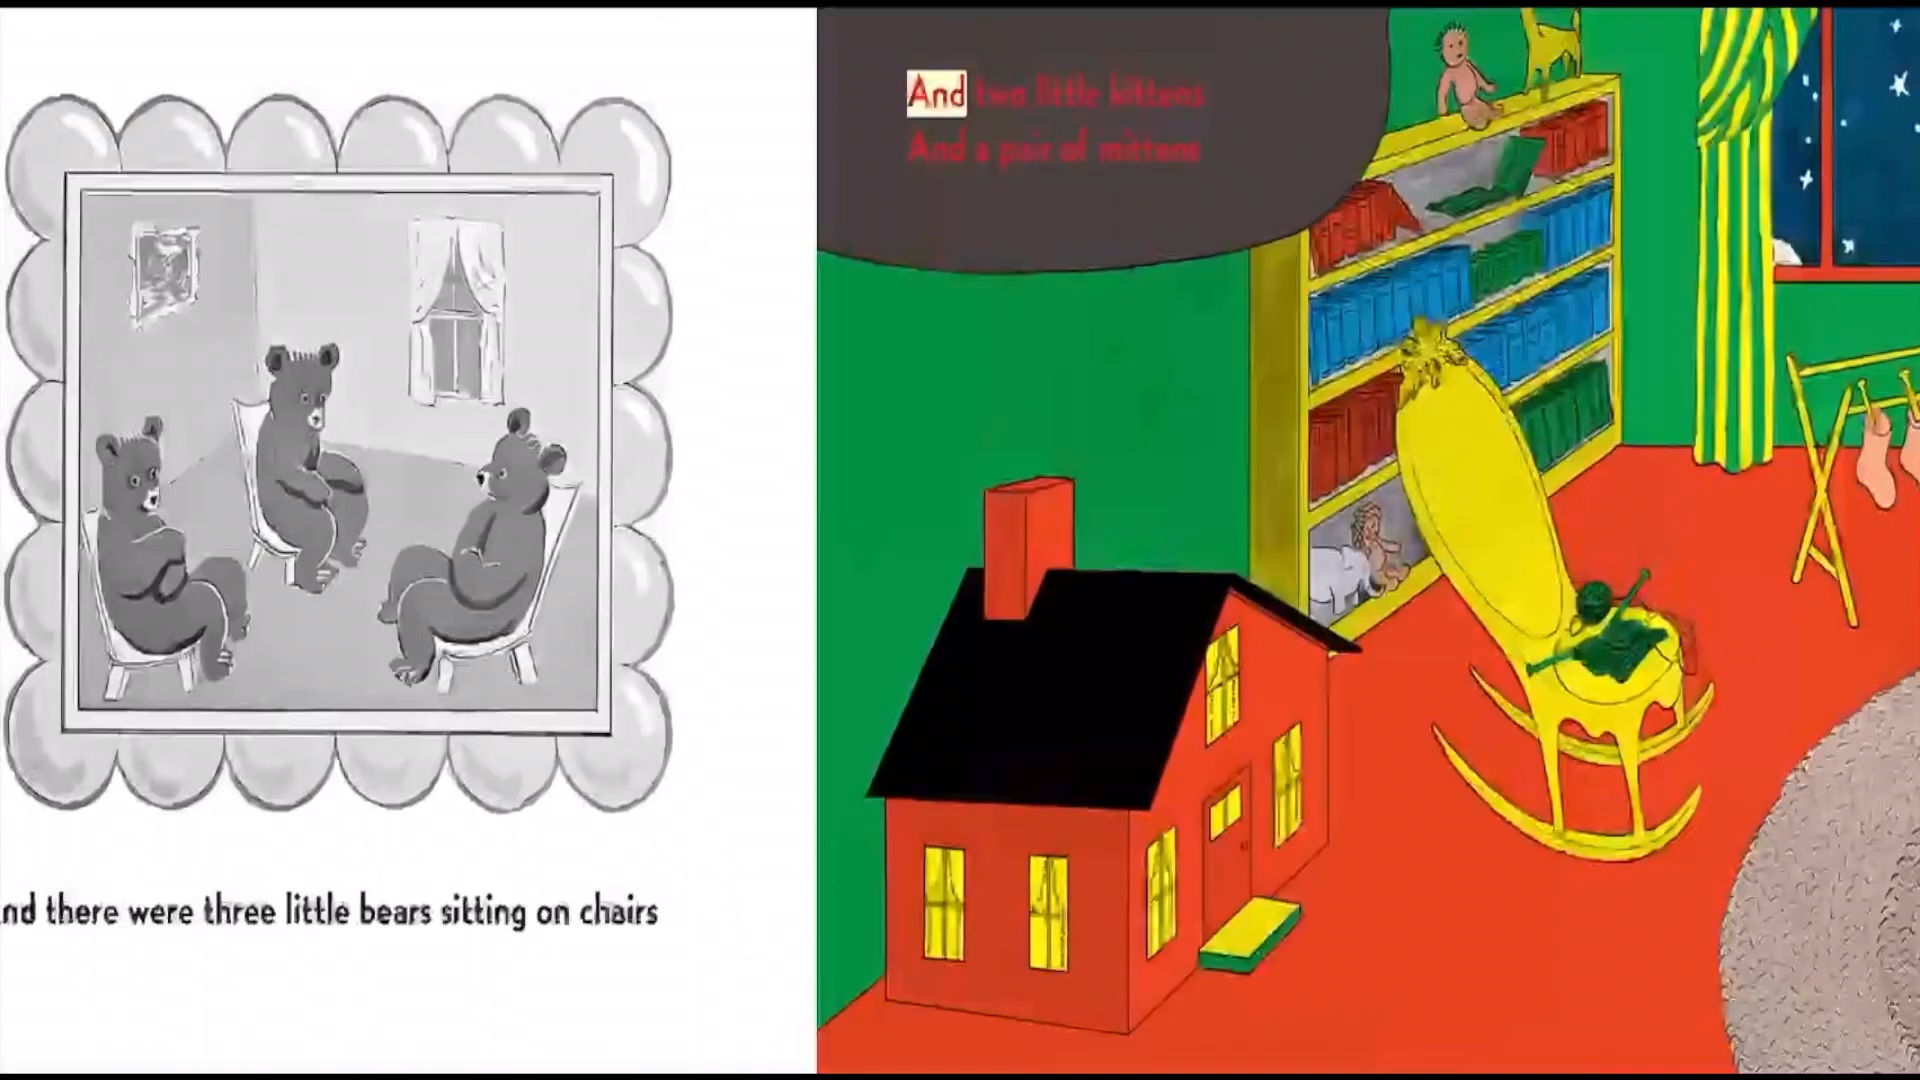 nd there were three little bears sitting on chairs
And two little kittens
And a pair of mittens